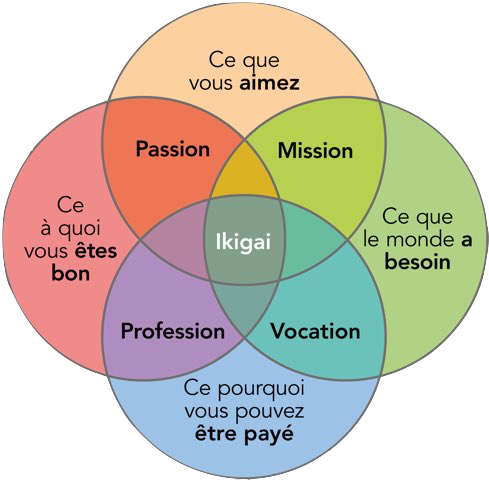 Ce que
vous aimez
Passion
Mission
Ce
à quoi
vous êtes
bon
Ikigai
Ce que
le monde a
besoin
Profession
Vocation
Ce pourquoi
vous pouvez
être payé